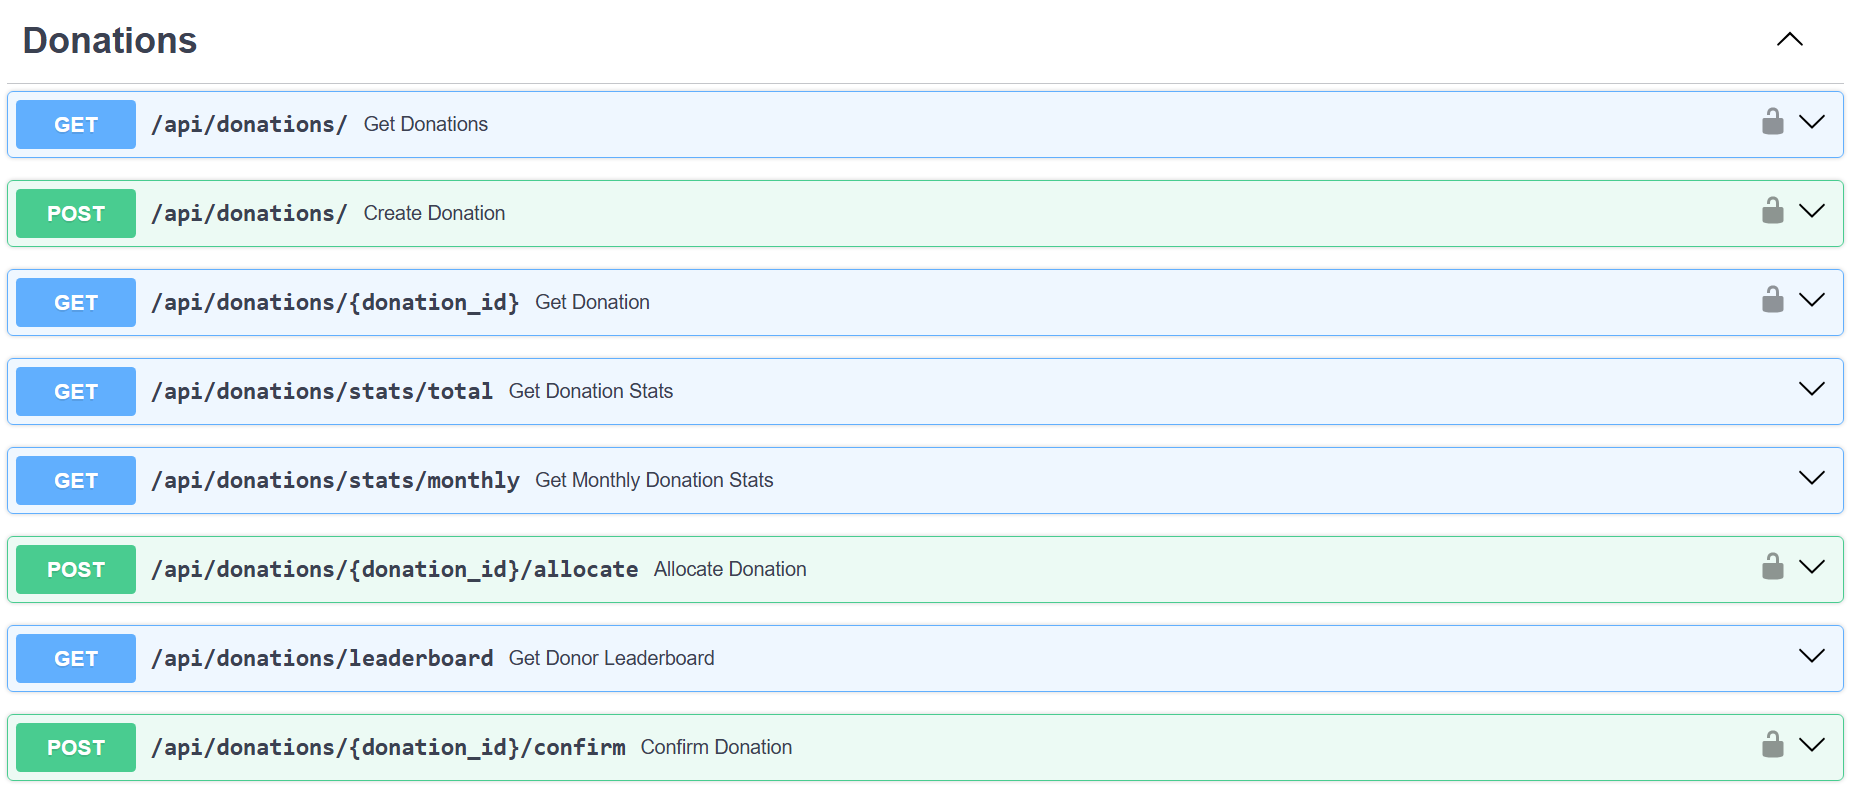 Donations
GET /api/donations/ Get Donations
POST /api/donations/ Create Donation
GET /api/donations/{donation_id} Get Donation
GET /api/donations/stats/total Get Donation Stats
GET /api/donations/stats/monthly Get Monthly Donation Stats
POST /api/donations/{donation_id}/allocate Allocate Donation
GET /api/donations/leaderboard Get Donor Leaderboard
POST /api/donations/{donation_id}/confirm Confirm Donation